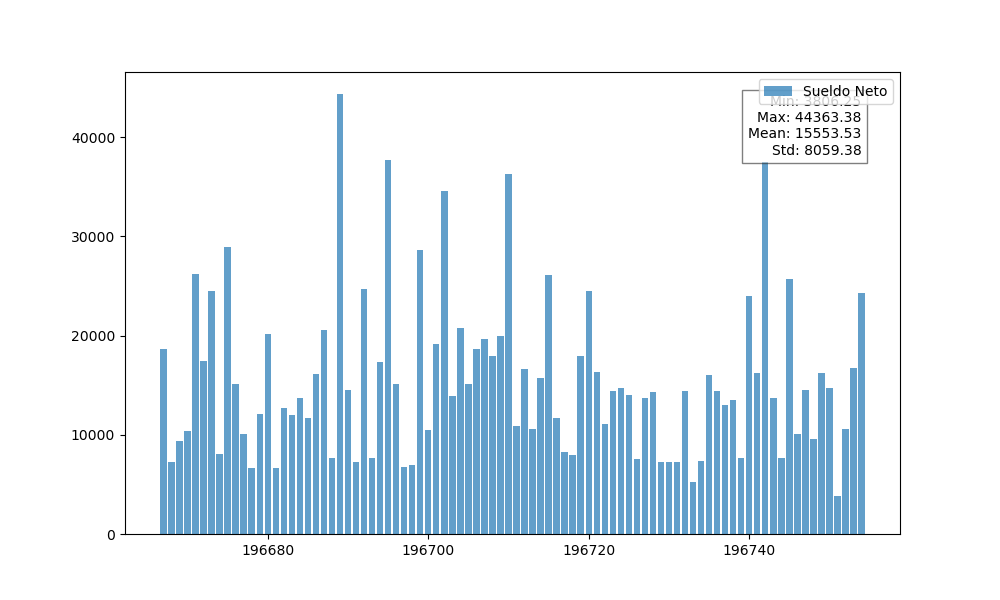 Sueldo Neto
Min: 3806.25
Max: 44363.38
Mean: 15553.53
Std: 8059.38
40000
30000
20000
10000
0
196680 196700 196720 196740